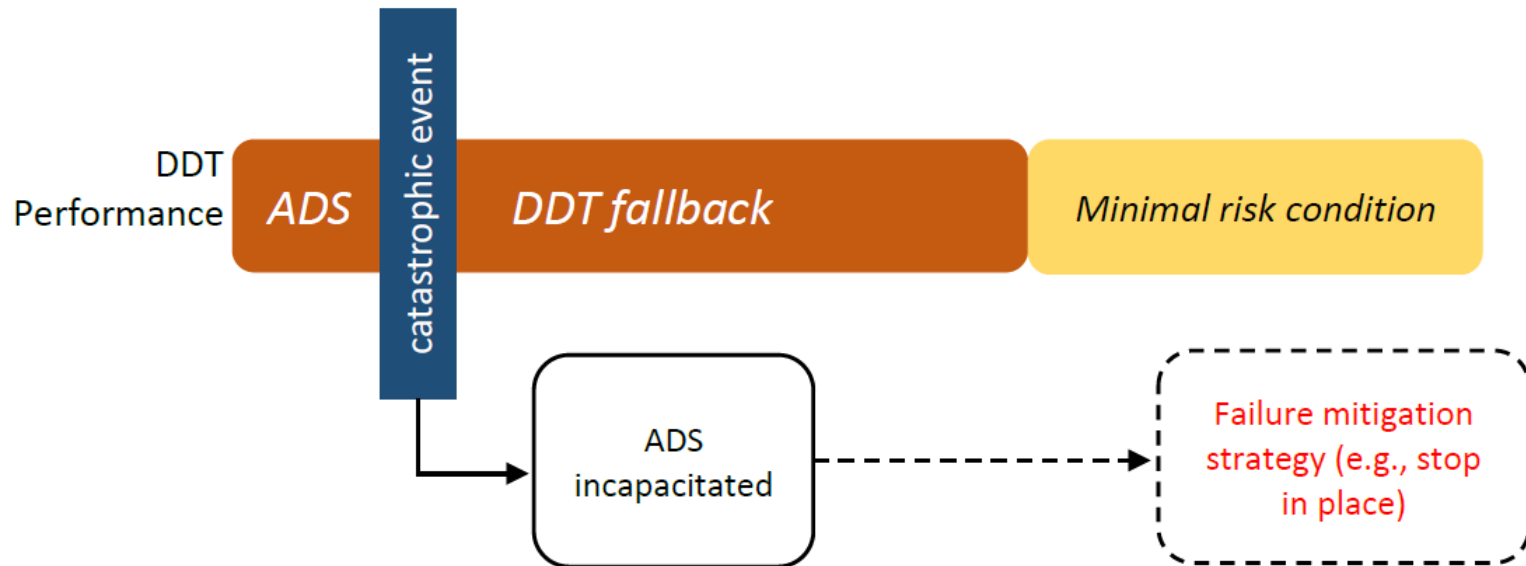 catastrophic event
DDT
Performance
ADS
DDT fallback
Minimal risk condition
ADS
incapacitated
Failure mitigation
strategy (e.g., stop
in place)